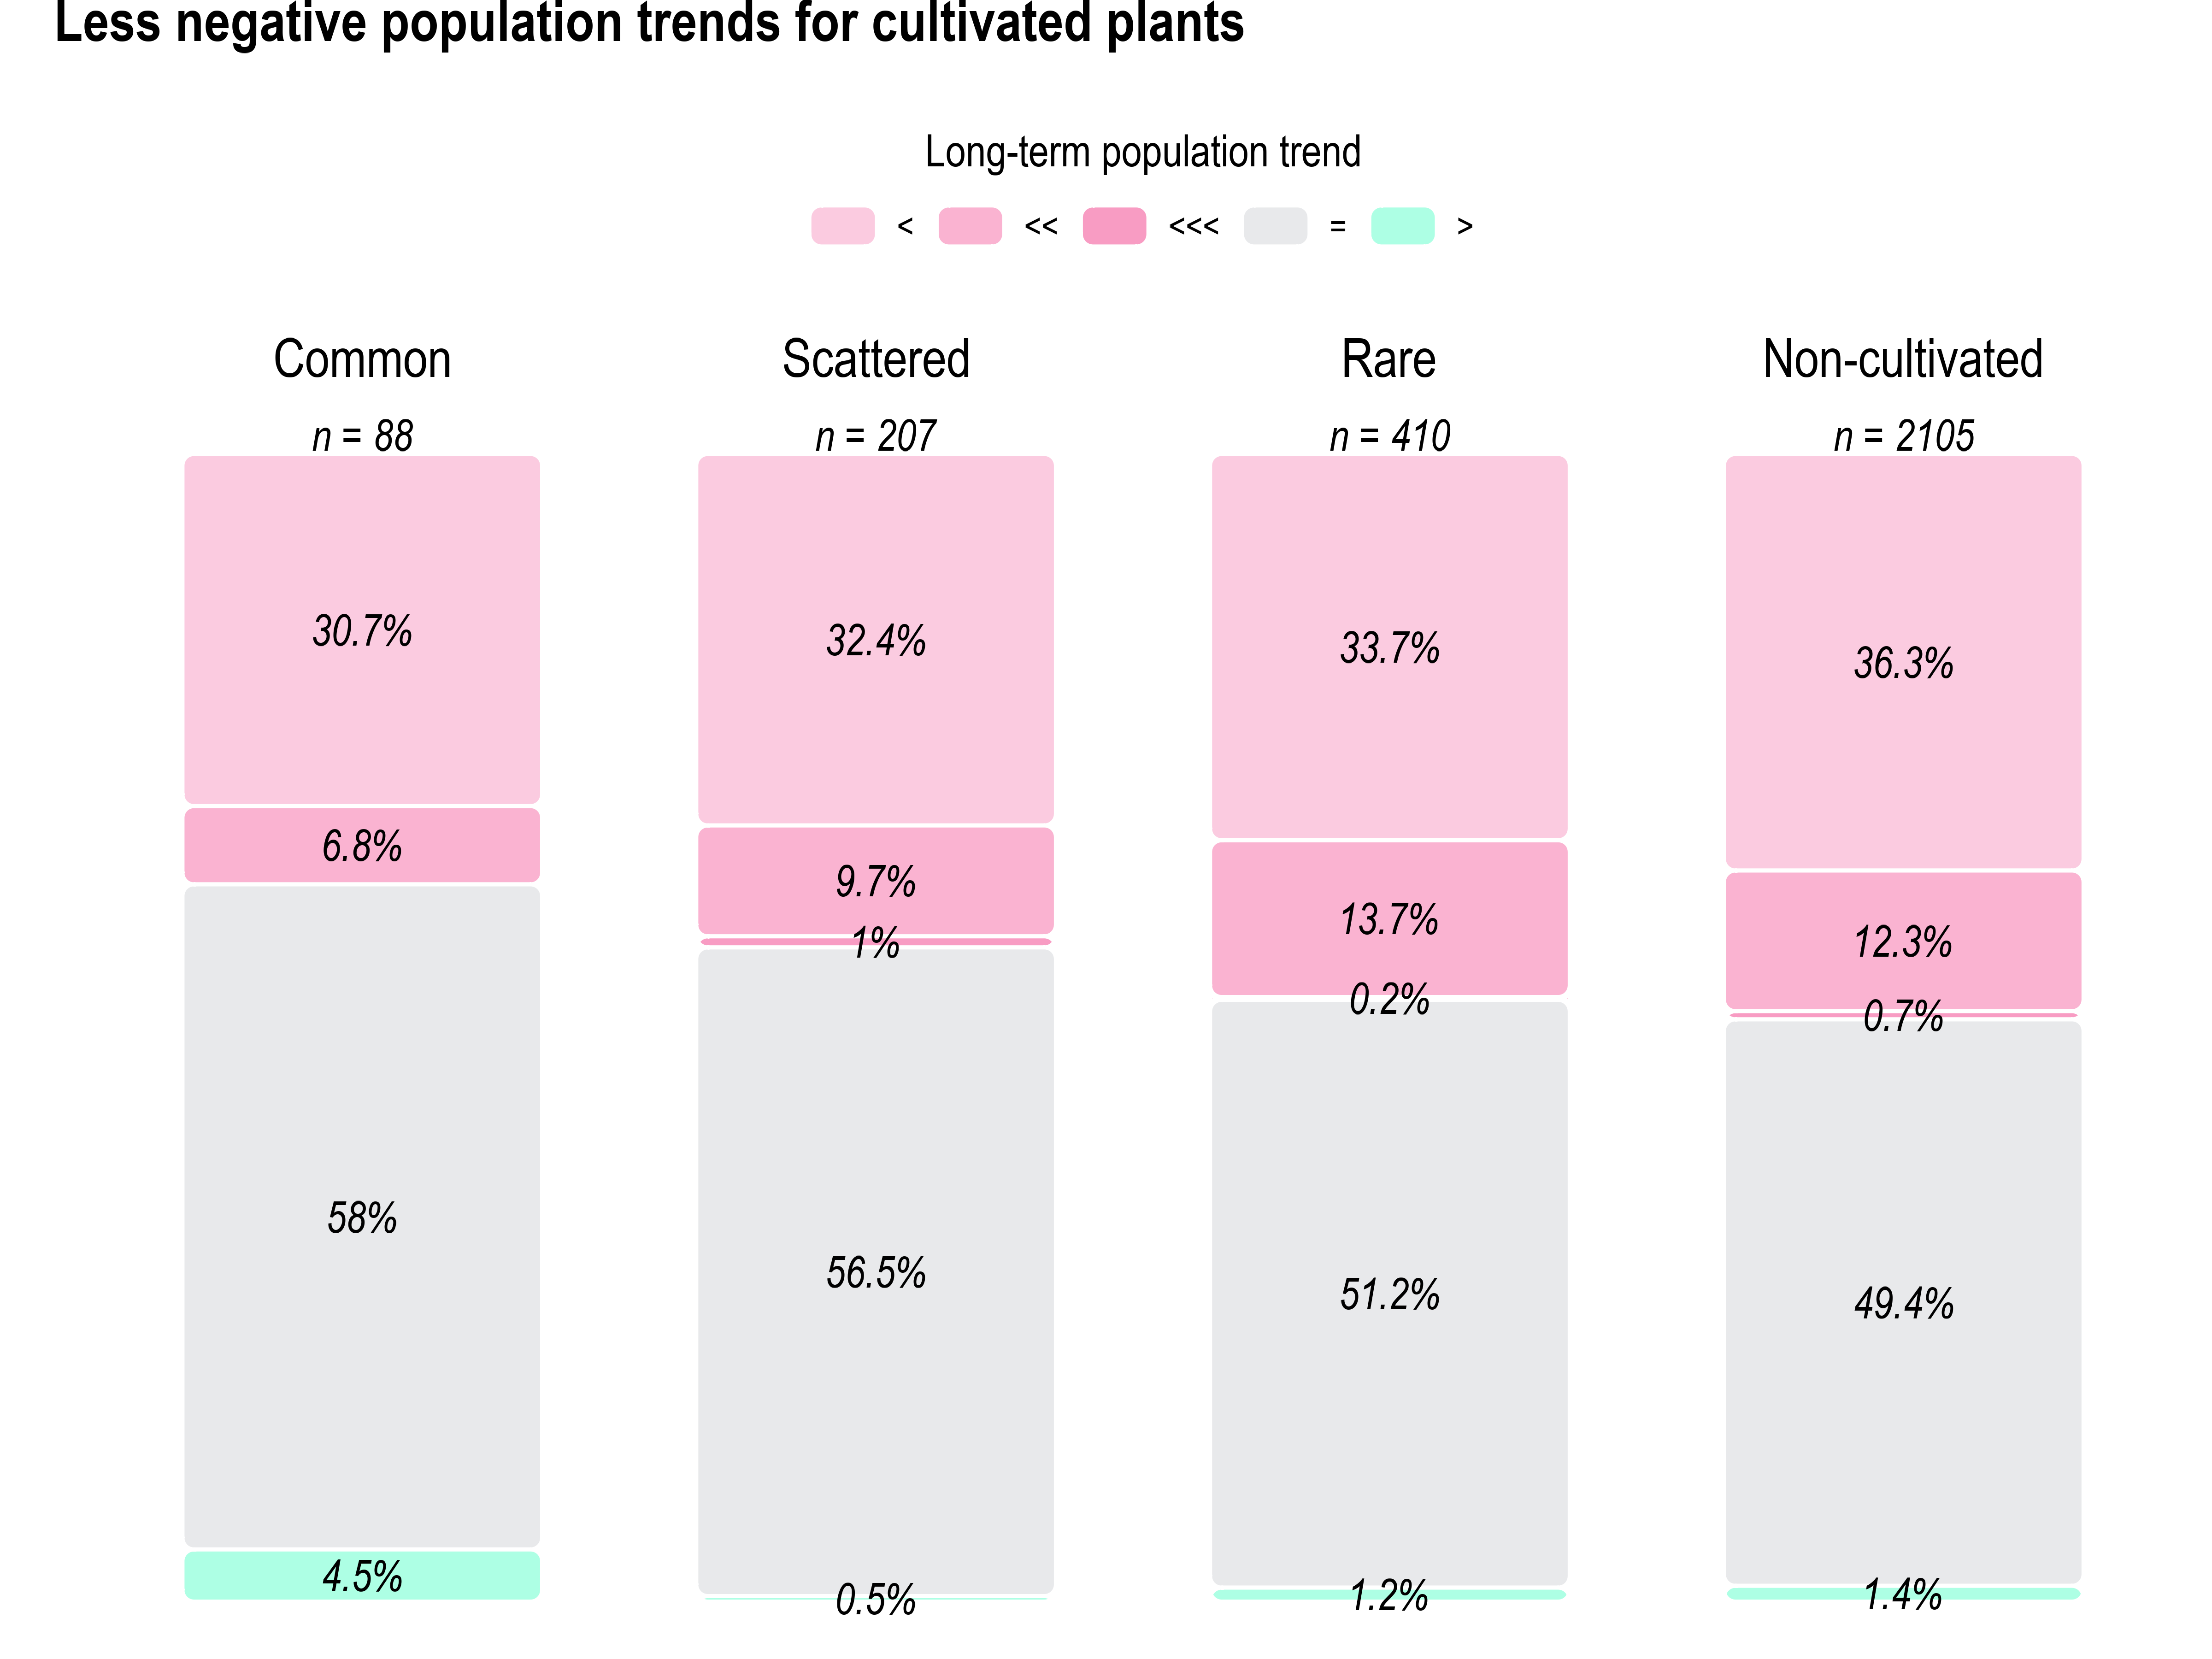 Less negative population trends for cultivated plants
Long-term population trend
< << <<< = >
Common Scattered Rare Non-cultivated
n = 88 n = 207 n = 410 n = 2105
30.7% 32.4% 33.7% 36.3%
6.8% 9.7% 13.7% 12.3%
1% 0.2% 0.7%
58% 56.5% 51.2% 49.4%
4.5% 0.5% 1.2% 1.4%